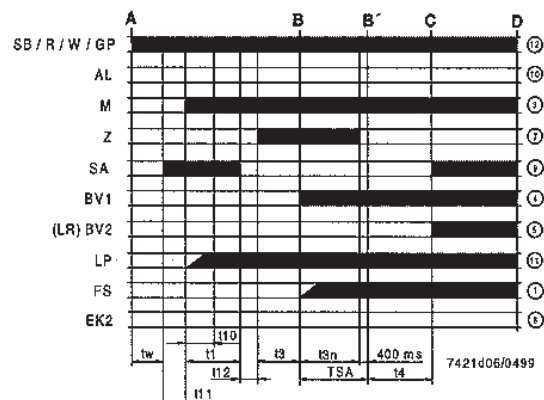 A B B´ C D
SB / R / W / GP 12
AL 10
M 3
Z 7
SA 9
BV1 4
(LR) BV2 5
LP 11
FS 1
EK2 8
t10
tw t1 t3 t3n 400 ms 7421d06/0499
t12 TSA t4
t11